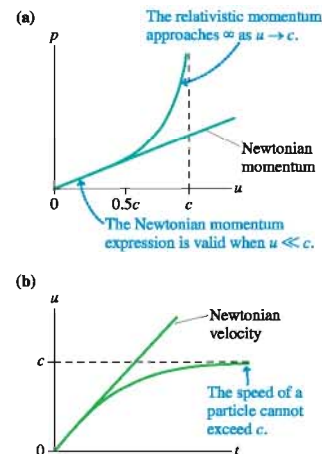 (a)
p
The relativistic momentum
approaches ∞ as u → c.
Newtonian
momentum
u
0
0.5c
c
The Newtonian momentum
expression is valid when u ≪ c.
(b)
u
Newtonian
velocity
c
The speed of a
particle cannot
exceed c.
0
t